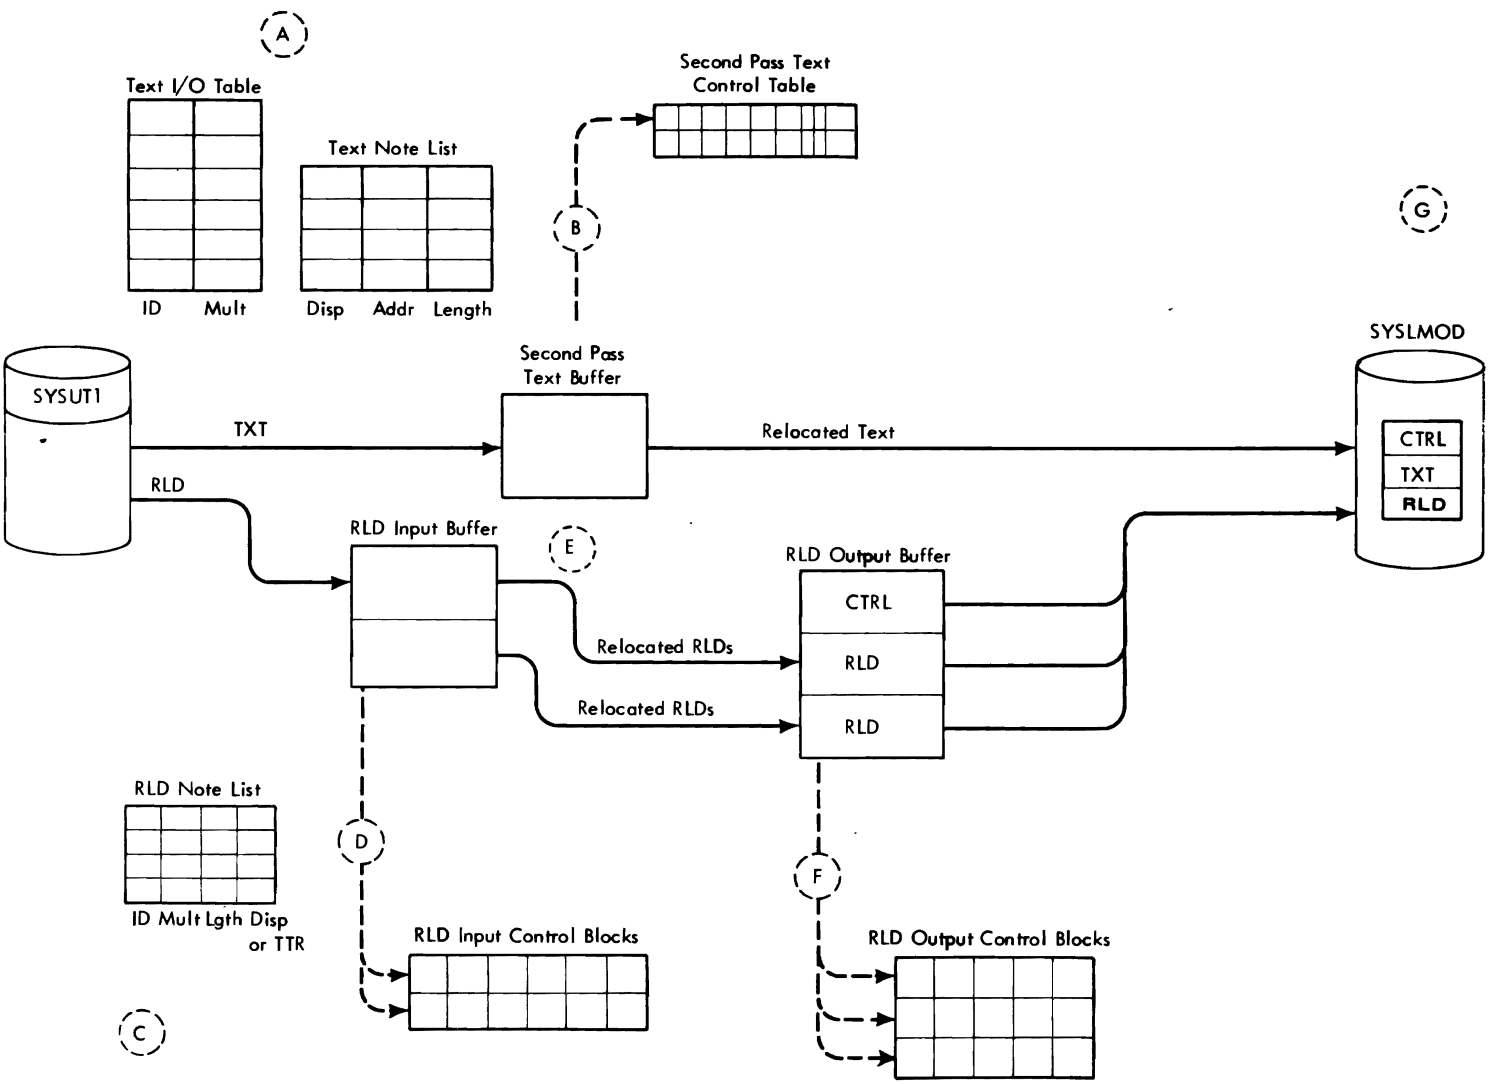 A
Text I/O Table
Second Pass Text
Control Table
Text Note List
B
G
ID Mult
Disp Addr Length
SYSLMOD
Second Pass
Text Buffer
SYSUT1
TXT
Relocated Text
CTRL
TXT
RLD
RLD
RLD Input Buffer
E
RLD Output Buffer
CTRL
Relocated RLDs
RLD
Relocated RLDs
RLD
RLD Note List
D
F
ID Mult Lgth Disp
or TTR
RLD Input Control Blocks
RLD Output Control Blocks
C